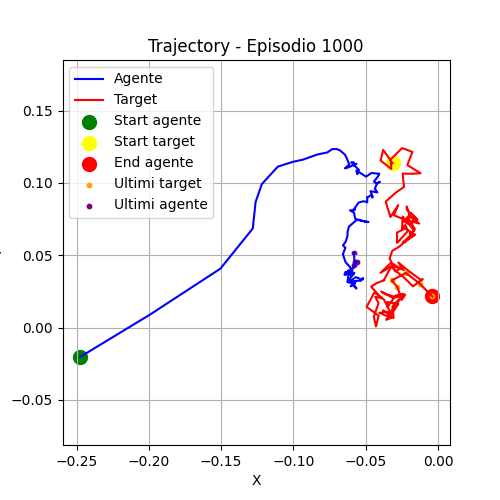 Trajectory - Episodio 1000
Agente
Target
Start agente
Start target
End agente
Ultimi target
Ultimi agente
0.15
0.10
0.05
0.00
−0.05
−0.25 −0.20 −0.15 −0.10 −0.05 0.00
X